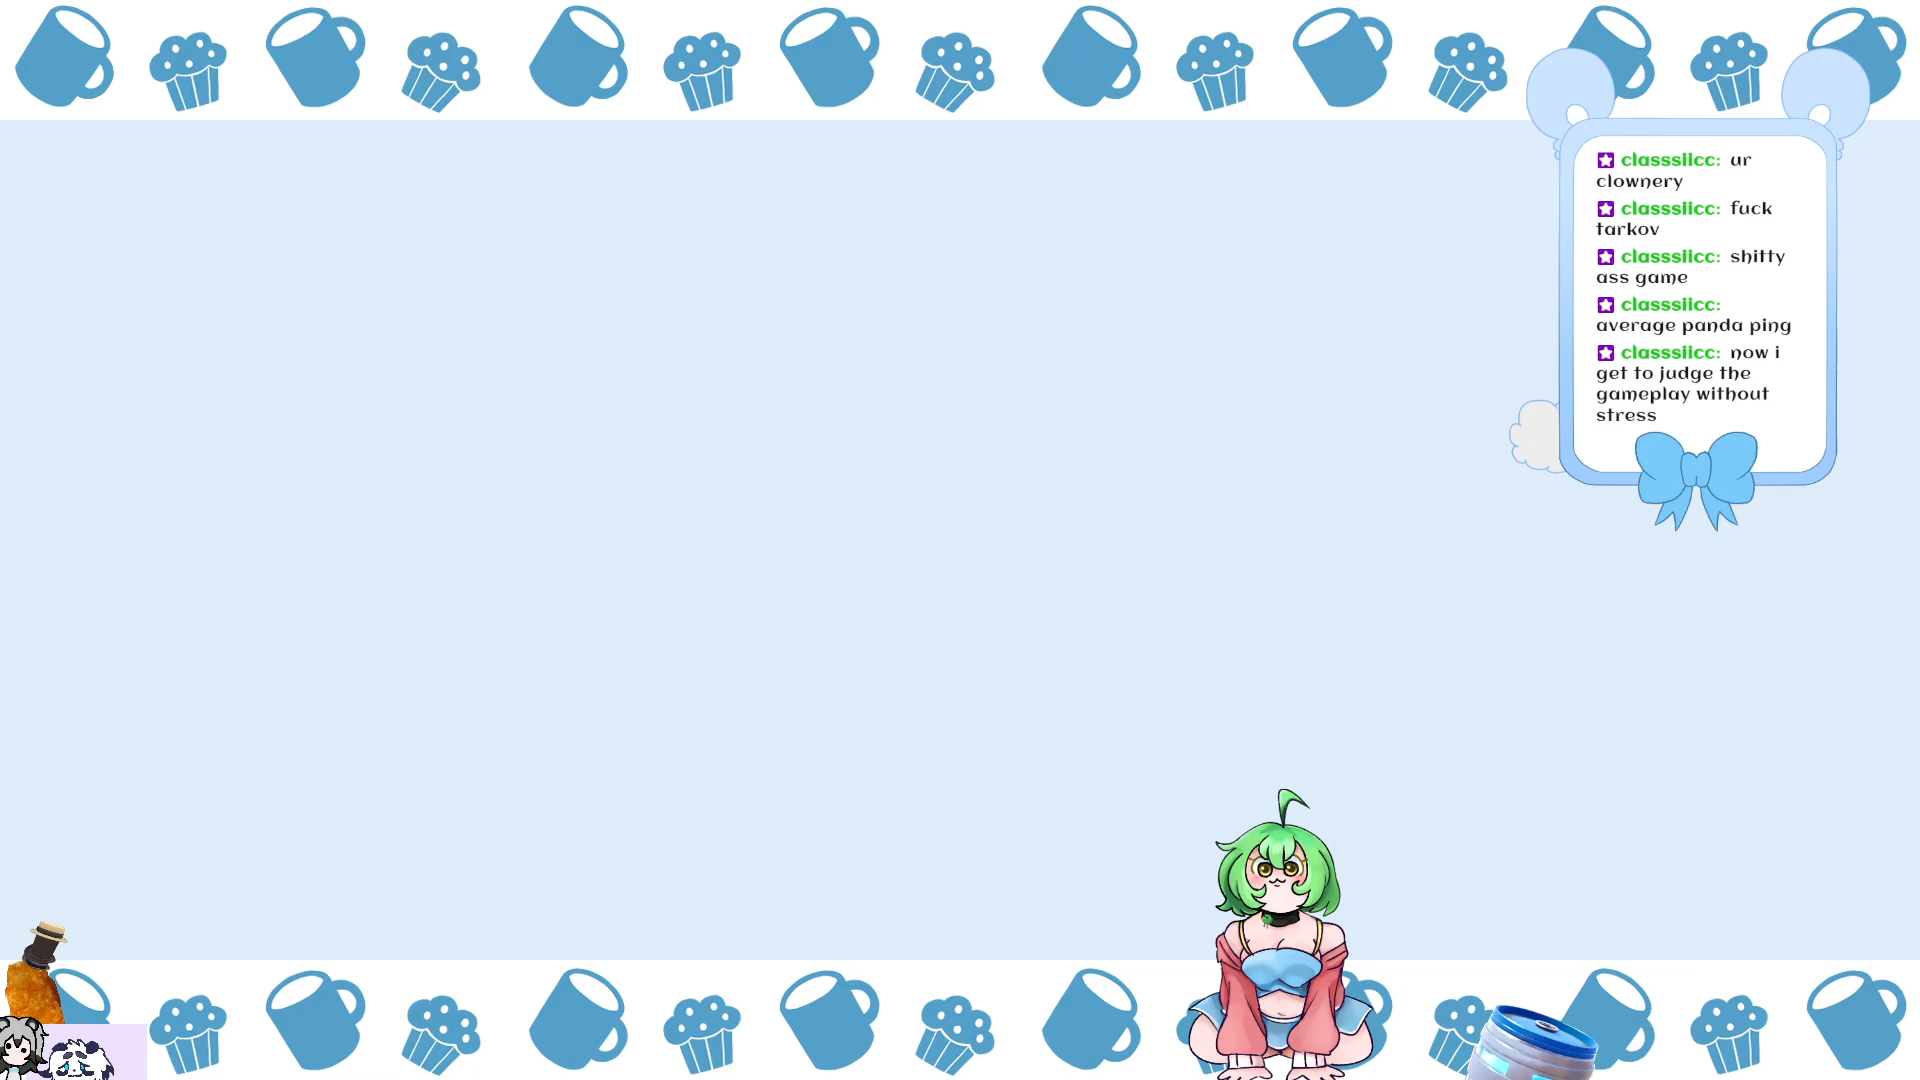 classsiicc: ur
clownery
classsiicc: fuck
tarkov
classsiicc: shitty
ass game
classsiicc:
average panda ping
classsiicc: now i
get to judge the
gameplay without
stress